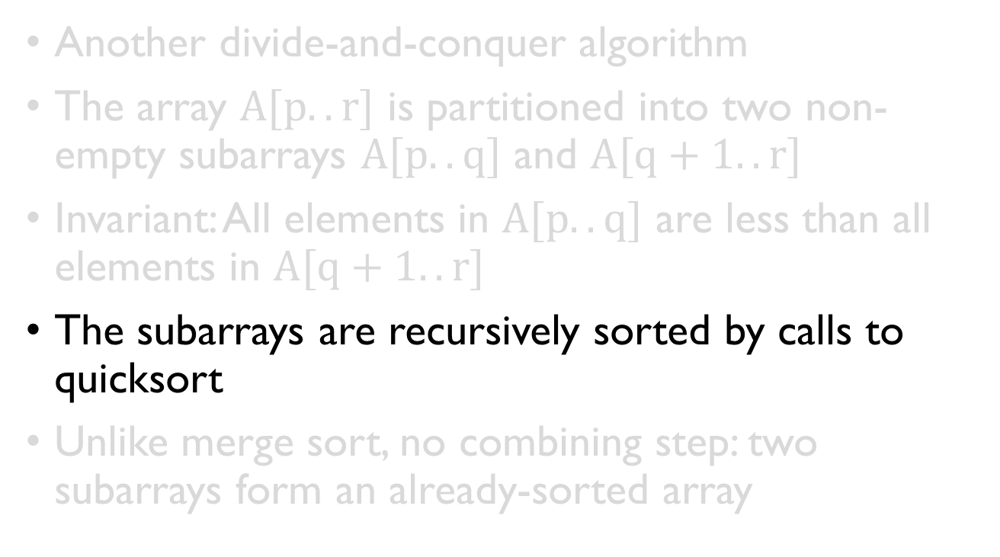 • Another divide-and-conquer algorithm
• The array A[p. . r] is partitioned into two non-
empty subarrays A[p. . q] and A[q + 1. . r]
• Invariant: All elements in A[p. . q] are less than all
elements in A[q + 1. . r]
• The subarrays are recursively sorted by calls to
quicksort
• Unlike merge sort, no combining step: two
subarrays form an already-sorted array